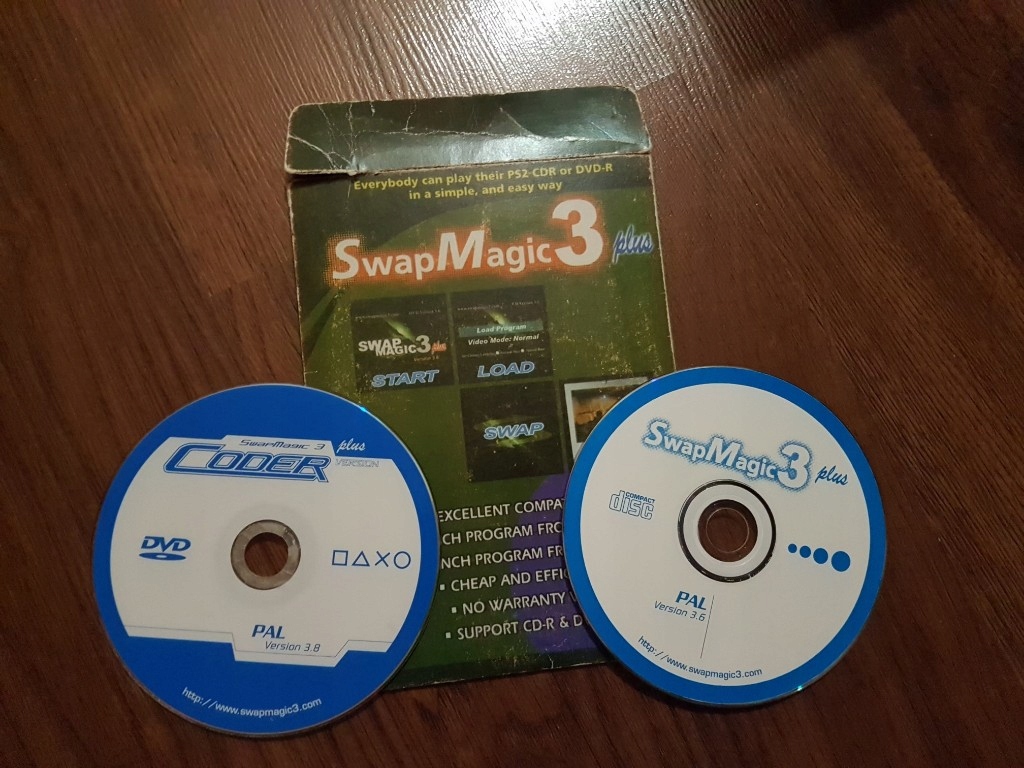 Everybody can play their PS2 CDR or DVD-R
in a simple, and easy way
SwapMagic3 plus
SWAP
MAGIC3 plus
START
Load Program
Video Mode: Normal
LOAD
SWAP
EXCELLENT COMPA
CH PROGRAM FRO
NCH PROGRAM FR
▪ CHEAP AND EFFI
▪ NO WARRANTY
▪ SUPPORT CD-R & D
SwapMagic 3 plus
CODER VERSION
DVD
PAL
Version 3.8
http://www.swapmagic3.com
SwapMagic3 plus
COMPACT
disc
PAL
Version 3.6
http://www.swapmagic3.com